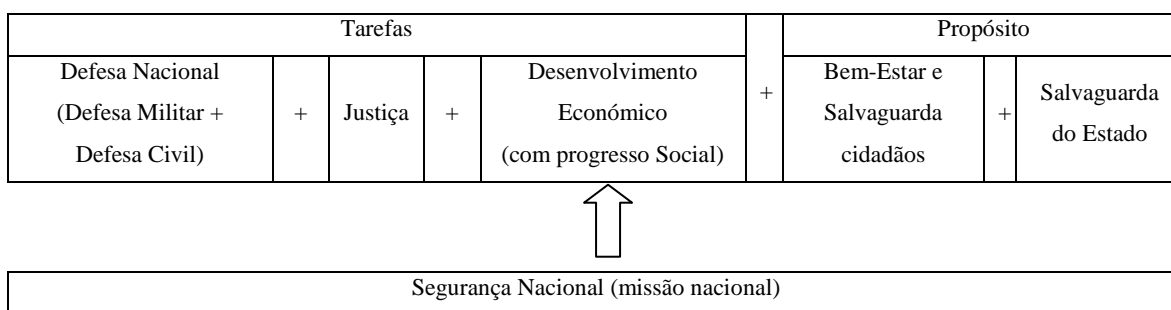 Tarefas
Propósito
Defesa Nacional
(Defesa Militar +
Defesa Civil)
+
Justiça
+
Desenvolvimento
Económico
(com progresso Social)
+
Bem-Estar e
Salvaguarda
cidadãos
+
Salvaguarda
do Estado
Segurança Nacional (missão nacional)